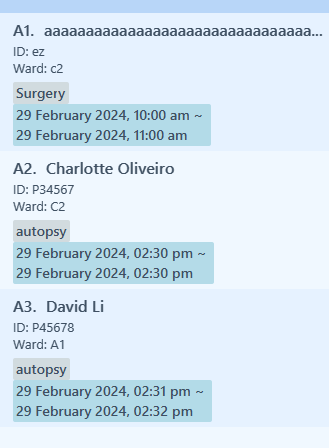 A1. aaaaaaaaaaaaaaaaaaaaaaaaaaaaaaaa...
ID: ez
Ward: c2
Surgery
29 February 2024, 10:00 am ~
29 February 2024, 11:00 am
A2. Charlotte Oliveiro
ID: P34567
Ward: C2
autopsy
29 February 2024, 02:30 pm ~
29 February 2024, 02:30 pm
A3. David Li
ID: P45678
Ward: A1
autopsy
29 February 2024, 02:31 pm ~
29 February 2024, 02:32 pm